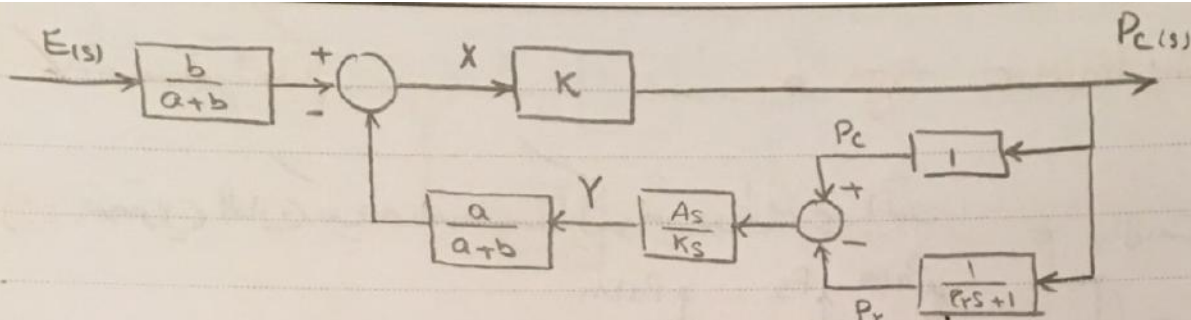 E(s)
b
a+b
+
-
X
K
Pc(s)
Pc
1
+
-
Y
As
Ks
a
a+b
Pr
1
PrS+1